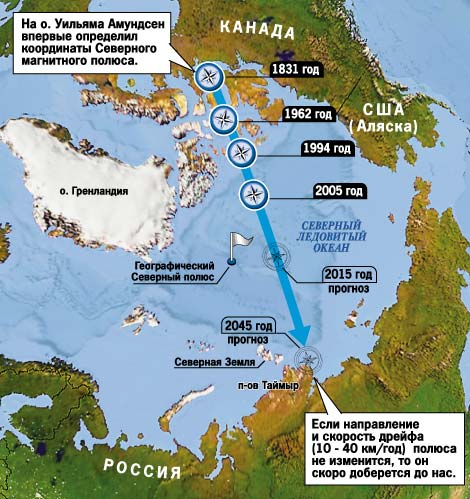 На о. Уильяма Амундсен
впервые определил
координаты Северного
магнитного полюса.
КАНАДА
1831 год
США
(Аляска)
1962 год
1994 год
о. Гренландия
2005 год
СЕВЕРНЫЙ
ЛЕДОВИТЫЙ
ОКЕАН
Географический
Северный полюс
2015 год
прогноз
2045 год
прогноз
Северная Земля
п-ов Таймыр
Если направление
и скорость дрейфа
(10 - 40 км/год) полюса
не изменится, то он
скоро доберется до нас.
РОССИЯ